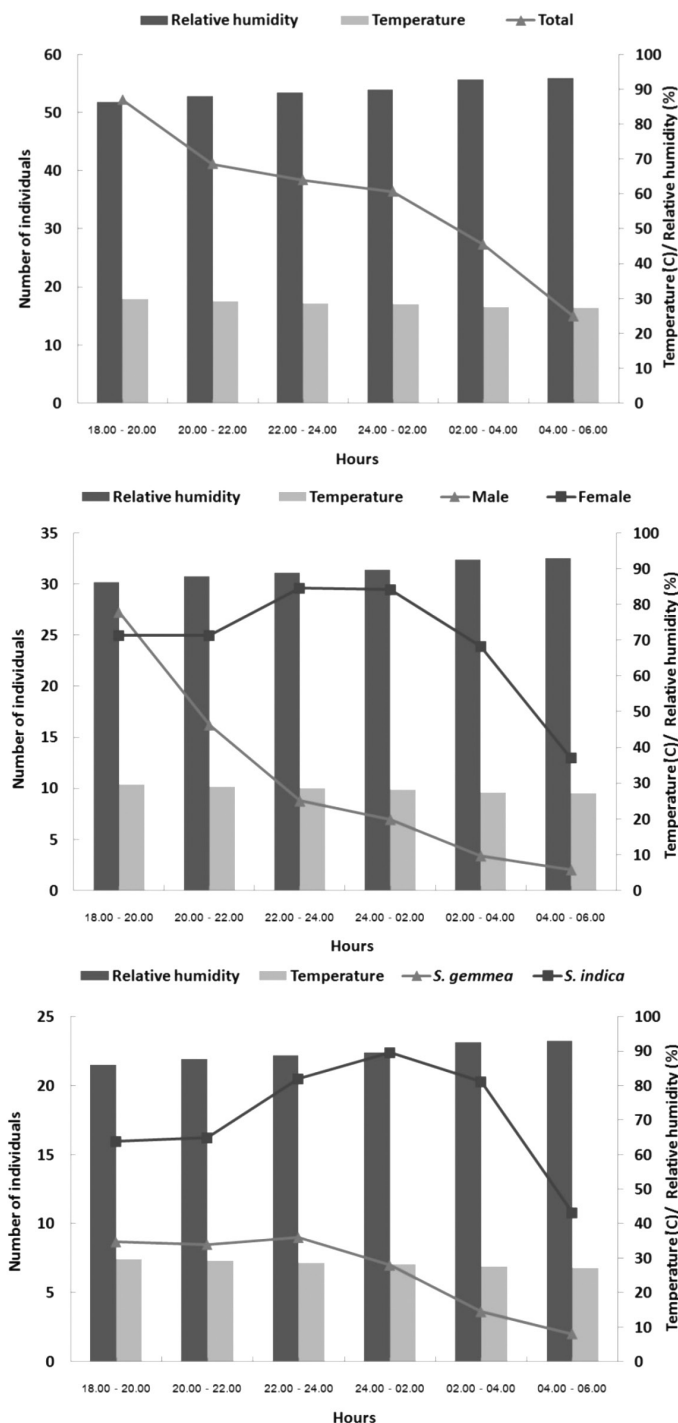 Relative humidity Temperature Total
60 100
50 90
40 80
30 70
20 60
10 50
0 40
30
20
10
0
Number of individuals
Temperature (C)/ Relative humidity (%)
18.00 - 20.00 20.00 - 22.00 22.00 - 24.00 24.00 - 02.00 02.00 - 04.00 04.00 - 06.00
Hours
Relative humidity Temperature Male Female
35 100
30 90
25 80
20 70
15 60
10 50
5 40
0 30
20
10
0
Number of individuals
Temperature (C)/ Relative humidity (%)
18.00 - 20.00 20.00 - 22.00 22.00 - 24.00 24.00 - 02.00 02.00 - 04.00 04.00 - 06.00
Hours
Relative humidity Temperature S. gemmea S. indica
25 100
20 90
15 80
10 70
5 60
0 50
40
30
20
10
0
Number of individuals
Temperature (C)/ Relative humidity (%)
18.00 - 20.00 20.00 - 22.00 22.00 - 24.00 24.00 - 02.00 02.00 - 04.00 04.00 - 06.00
Hours